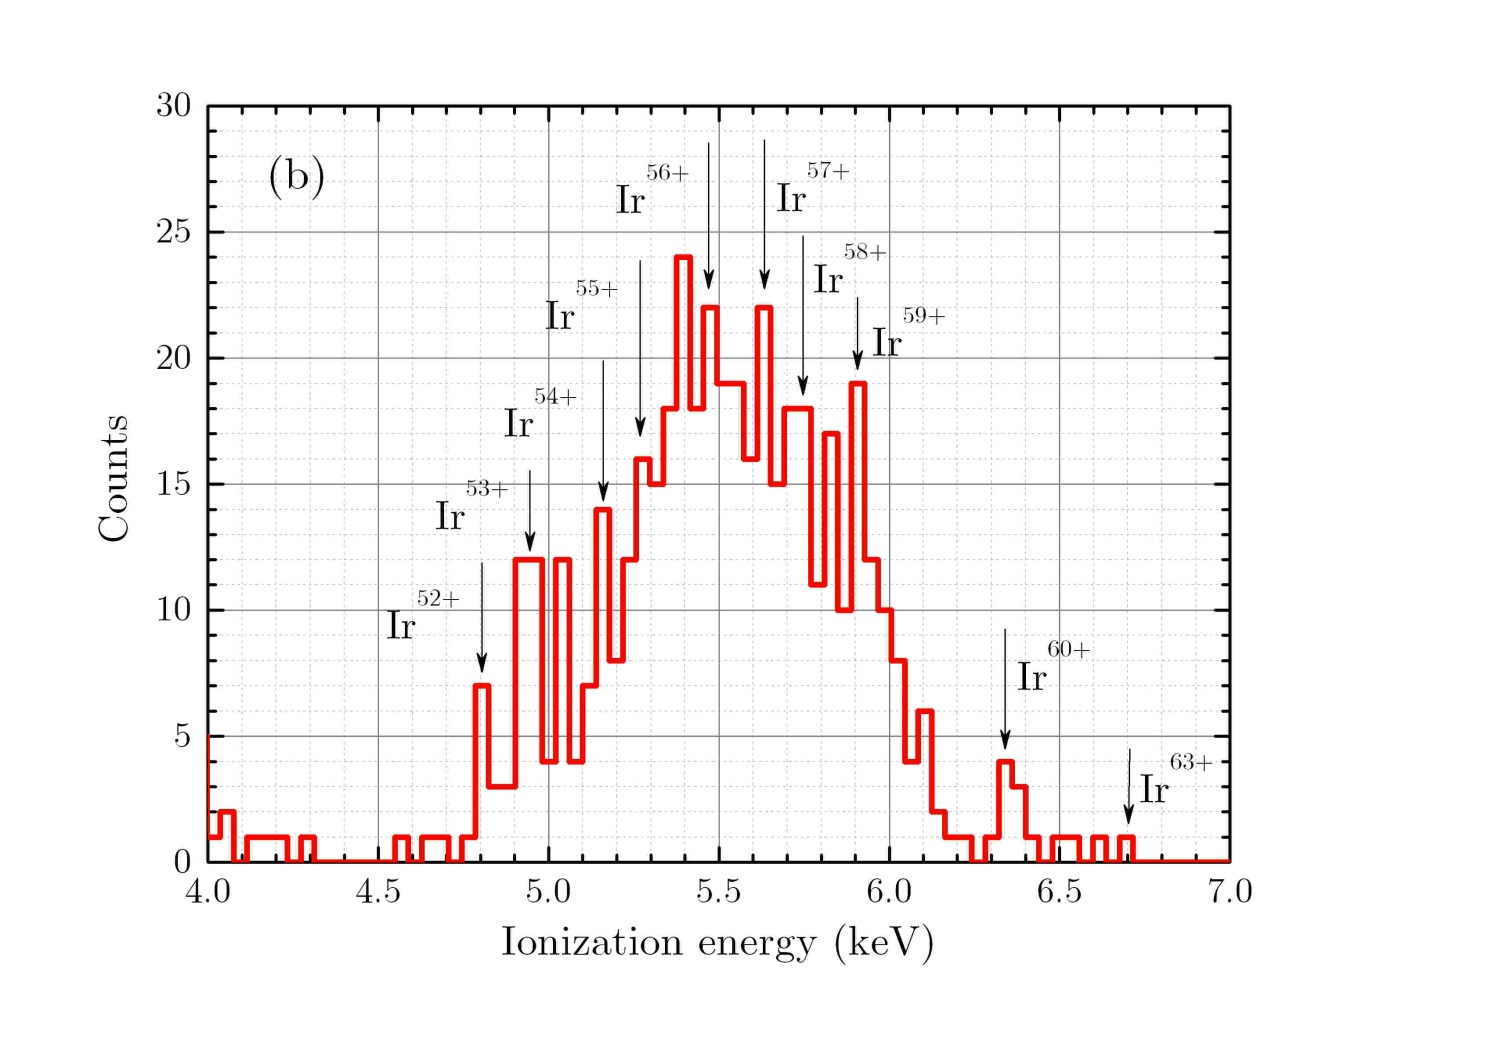 30
(b)
Ir56+
Ir57+
25
Ir58+
Ir55+
Ir59+
20
Ir54+
15
Ir53+
10
Ir52+
Ir60+
5
Ir63+
0
Counts
4.0 4.5 5.0 5.5 6.0 6.5 7.0
Ionization energy (keV)